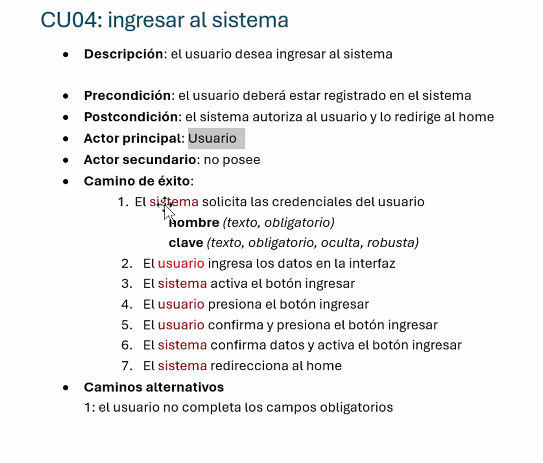 CU04: ingresar al sistema
• Descripción: el usuario desea ingresar al sistema
• Precondición: el usuario deberá estar registrado en el sistema
• Postcondición: el sistema autoriza al usuario y lo redirige al home
• Actor principal: Usuario
• Actor secundario: no posee
• Camino de éxito:
1. El sistema solicita las credenciales del usuario
nombre (texto, obligatorio)
clave (texto, obligatorio, oculta, robusta)
2. El usuario ingresa los datos en la interfaz
3. El sistema activa el botón ingresar
4. El usuario presiona el botón ingresar
5. El usuario confirma y presiona el botón ingresar
6. El sistema confirma datos y activa el botón ingresar
7. El sistema redirecciona al home
• Caminos alternativos
1: el usuario no completa los campos obligatorios